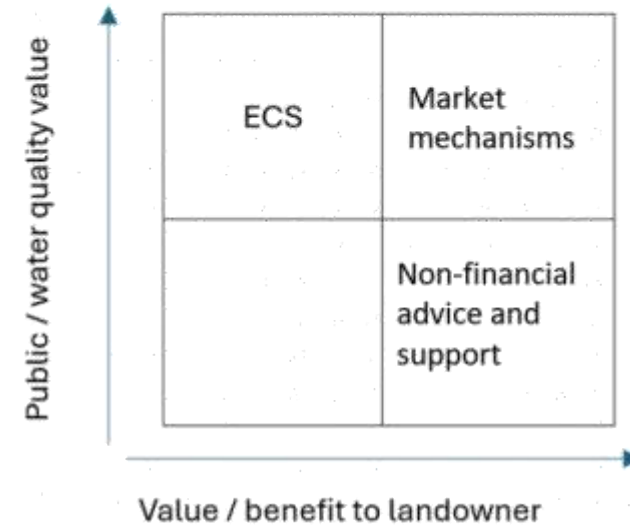 Public / water quality value
ECS
Market
mechanisms
Non-financial
advice and
support
Value / benefit to landowner